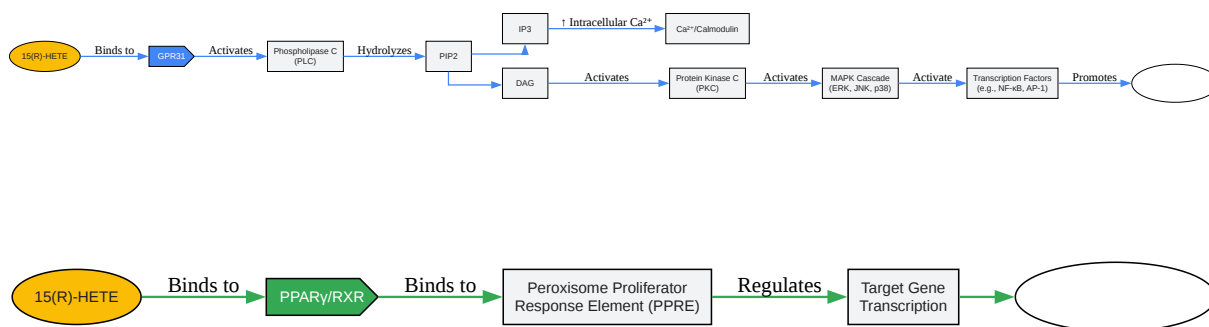 IP3
↑ Intracellular Ca²⁺
Ca²⁺/Calmodulin
15(R)-HETE
Binds to
GPR31
Activates
Phospholipase C
(PLC)
Hydrolyzes
PIP2
DAG
Activates
Protein Kinase C
(PKC)
Activates
MAPK Cascade
(ERK, JNK, p38)
Activate
Transcription Factors
(e.g., NF-κB, AP-1)
Promotes
15(R)-HETE
Binds to
PPARγ/RXR
Binds to
Peroxisome Proliferator
Response Element (PPRE)
Regulates
Target Gene
Transcription